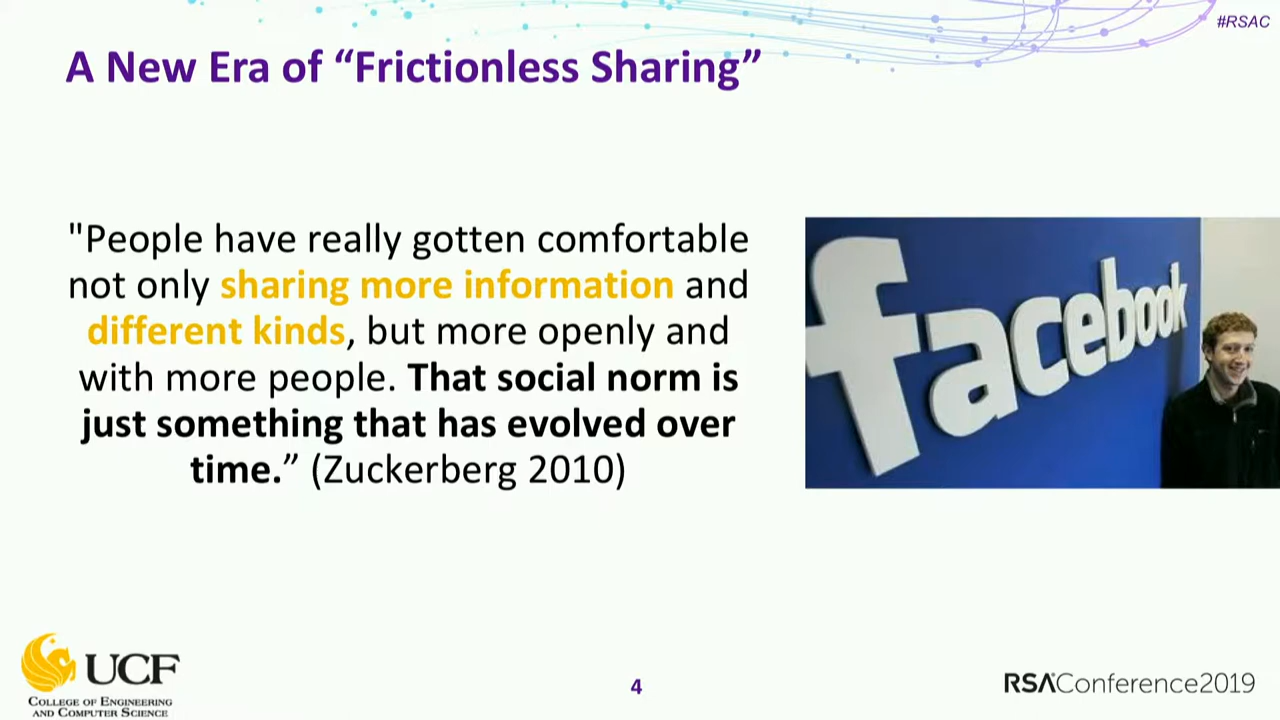 #RSAC
A New Era of “Frictionless Sharing”
"People have really gotten comfortable
not only sharing more information and
different kinds, but more openly and
with more people. That social norm is
just something that has evolved over
time.” (Zuckerberg 2010)
facebook
UCF
COLLEGE OF ENGINEERING
AND COMPUTER SCIENCE
4
RSAConference2019